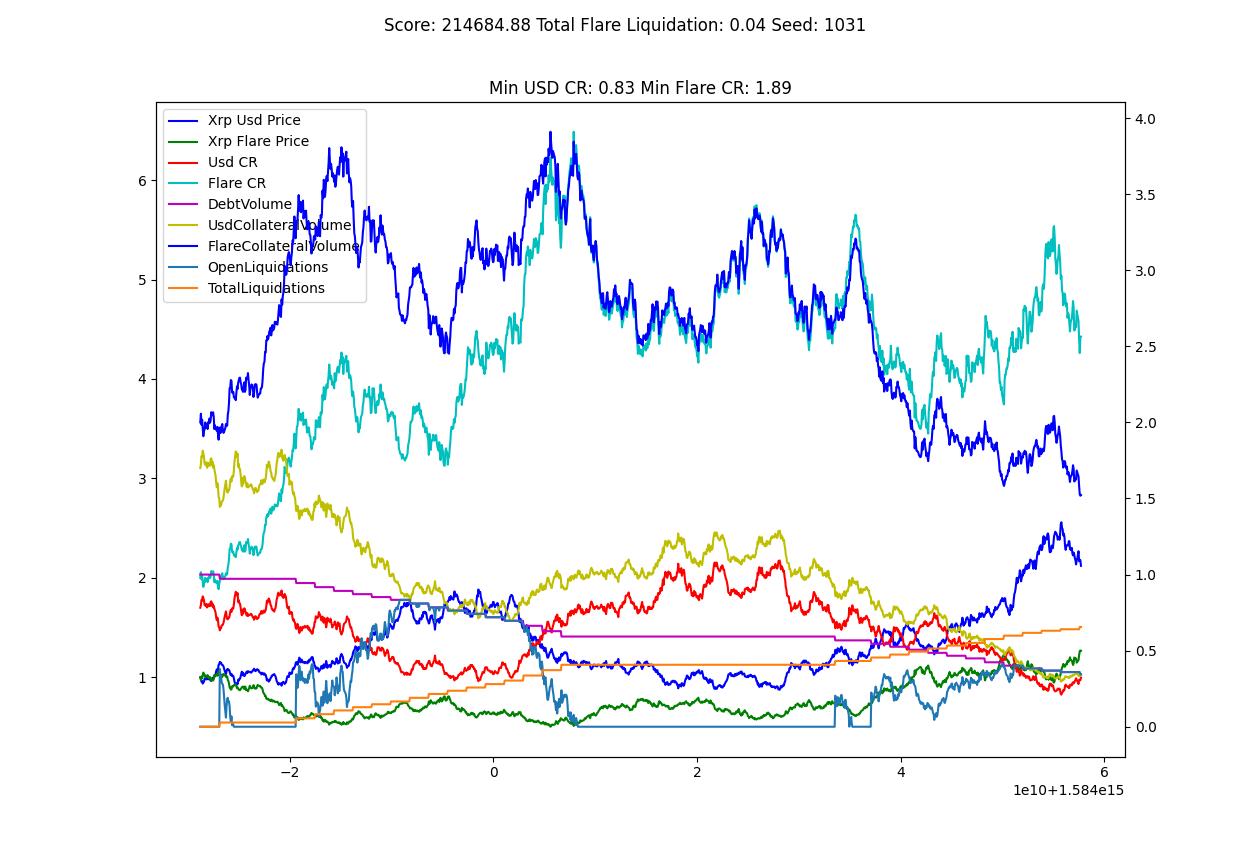 Score: 214684.88 Total Flare Liquidation: 0.04 Seed: 1031
Min USD CR: 0.83 Min Flare CR: 1.89
Xrp Usd Price
Xrp Flare Price
Usd CR
Flare CR
DebtVolume
UsdCollateralVolume
FlareCollateralVolume
OpenLiquidations
TotalLiquidations
6
5
4
3
2
1
4.0
3.5
3.0
2.5
2.0
1.5
1.0
0.5
0.0
−2 0 2 4 6
1e10+1.584e15